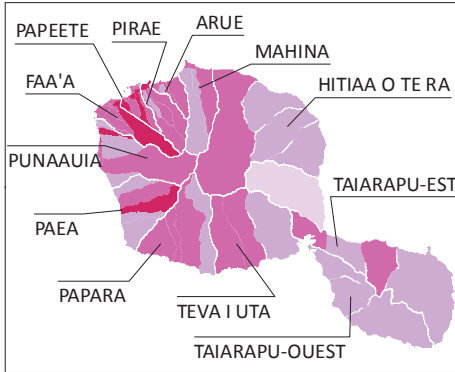 ARUE
PIRAE
PAPEETE
MAHINA
FAA'A
HITIAA O TE RA
PUNAAUIA
TAIARAPU-EST
PAEA
PAPARA
TEVA I UTA
TAIARAPU-OUEST